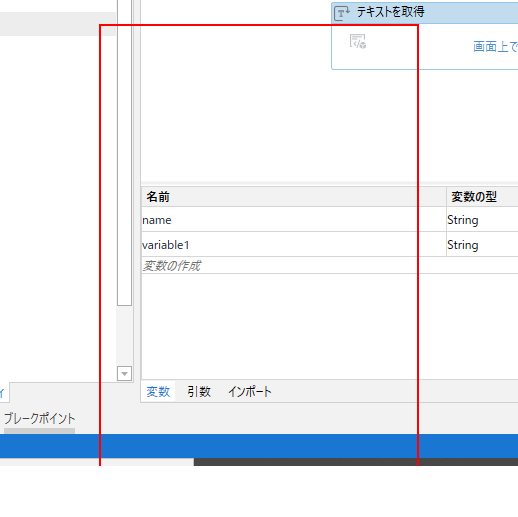 テキストを取得
画面上で
名前 変数の型
name String
variable1 String
変数の作成
変数 引数 インポート
ブレークポイント